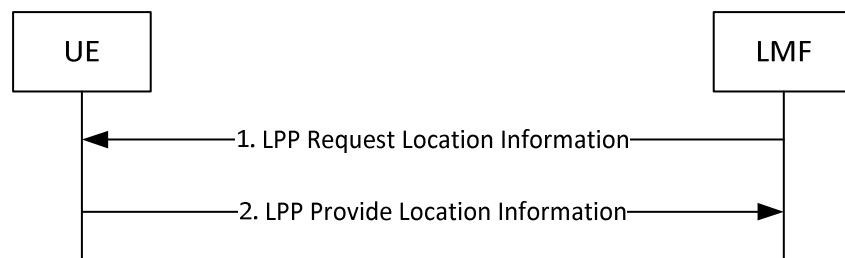 UE
LMF
1. LPP Request Location Information
2. LPP Provide Location Information